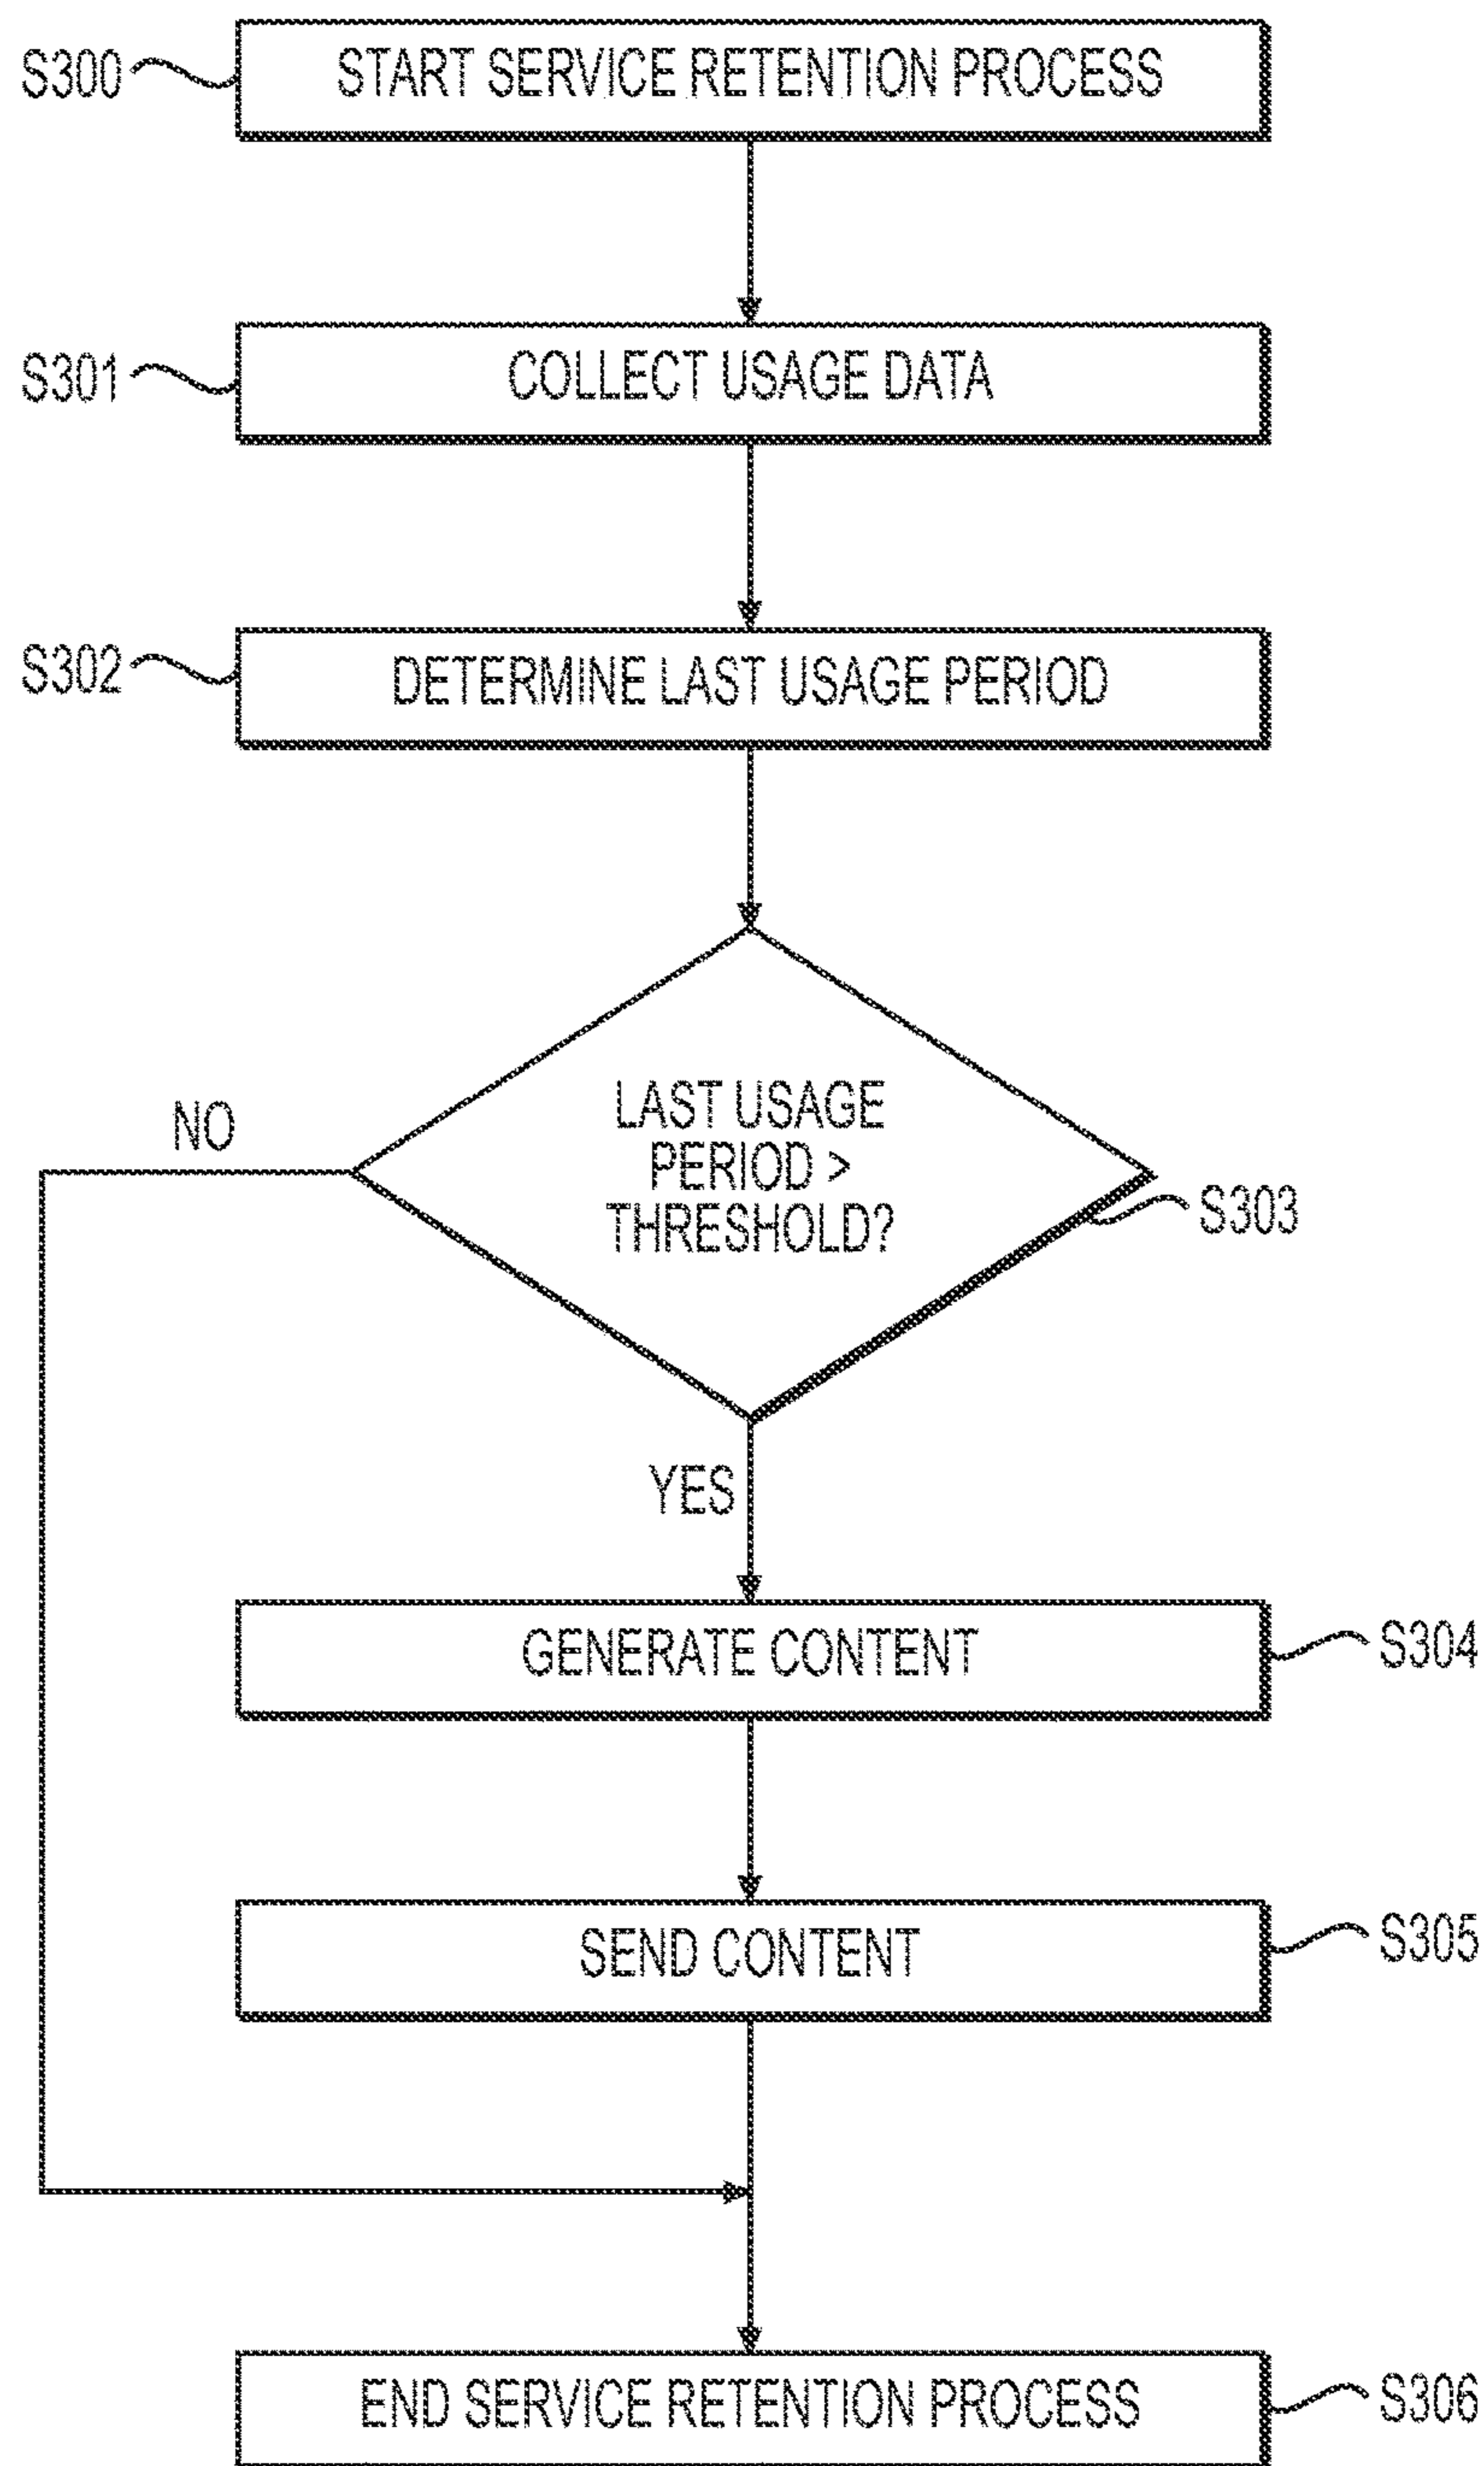 S300
START SERVICE RETENTION PROCESS
S301
COLLECT USAGE DATA
S302
DETERMINE LAST USAGE PERIOD
LAST USAGE
PERIOD >
THRESHOLD?
NO
S303
YES
GENERATE CONTENT
S304
SEND CONTENT
S305
END SERVICE RETENTION PROCESS
S306